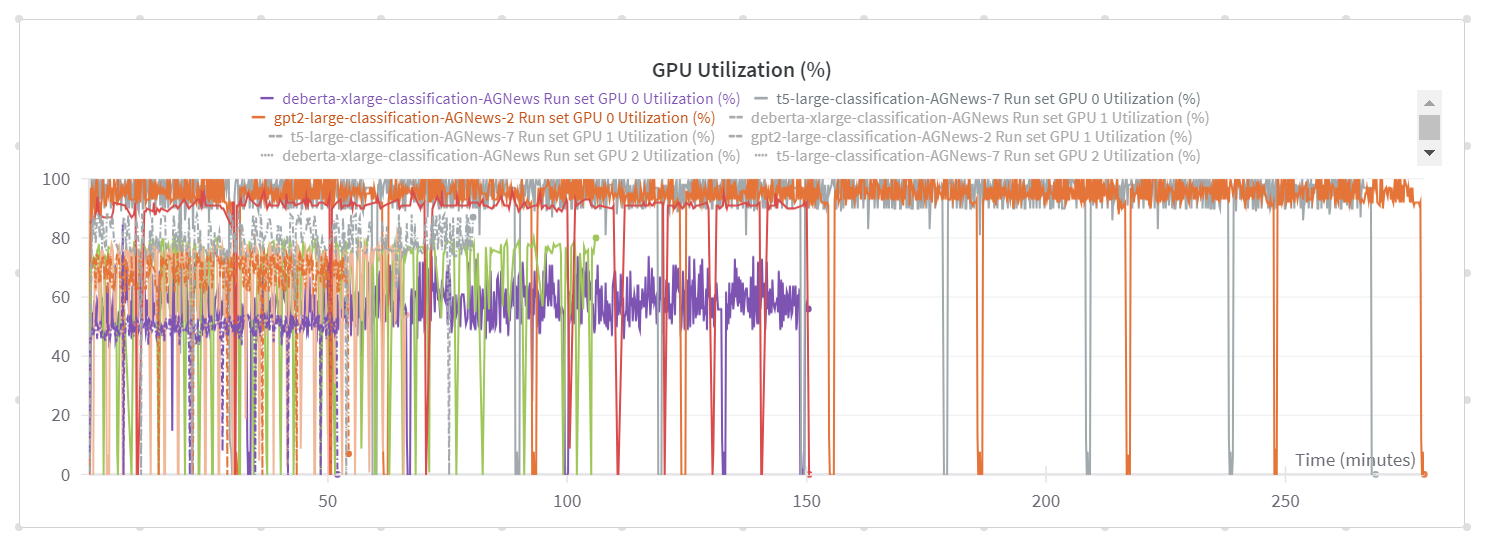 GPU Utilization (%)
deberta-xlarge-classification-AGNews Run set GPU 0 Utilization (%) t5-large-classification-AGNews-7 Run set GPU 0 Utilization (%)
gpt2-large-classification-AGNews-2 Run set GPU 0 Utilization (%) deberta-xlarge-classification-AGNews Run set GPU 1 Utilization (%)
t5-large-classification-AGNews-7 Run set GPU 1 Utilization (%) gpt2-large-classification-AGNews-2 Run set GPU 1 Utilization (%)
deberta-xlarge-classification-AGNews Run set GPU 2 Utilization (%) t5-large-classification-AGNews-7 Run set GPU 2 Utilization (%)
100
80
60
40
20
0
Time (minutes)
50 100 150 200 250